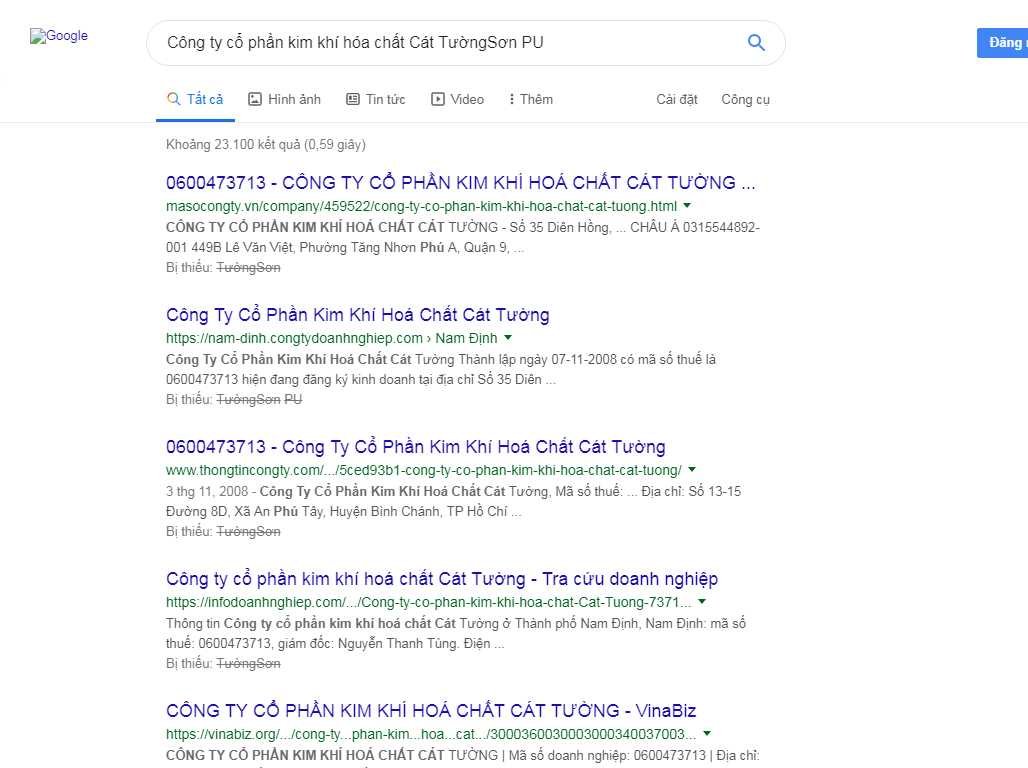 Google
Công ty cổ phần kim khí hóa chất Cát TườngSơn PU
Đăng
Tất cả Hình ảnh Tin tức Video Thêm Cài đặt Công cụ
Khoảng 23.100 kết quả (0,59 giây)
0600473713 - CÔNG TY CỔ PHẦN KIM KHÍ HOÁ CHẤT CÁT TƯỜNG ...
masocongty.vn/company/459522/cong-ty-co-phan-kim-khi-hoa-chat-cat-tuong.html
CÔNG TY CỔ PHẦN KIM KHÍ HOÁ CHẤT CÁT TƯỜNG - Số 35 Diên Hồng, ... CHÂU Á 0315544892-
001 449B Lê Văn Việt, Phường Tăng Nhơn Phú A, Quận 9, ...
Bị thiếu: TườngSơn
Công Ty Cổ Phần Kim Khí Hoá Chất Cát Tường
https://nam-dinh.congtydoanhnghiep.com › Nam Định
Công Ty Cổ Phần Kim Khí Hoá Chất Cát Tường Thành lập ngày 07-11-2008 có mã số thuế là
0600473713 hiện đang đăng ký kinh doanh tại địa chỉ Số 35 Diên ...
Bị thiếu: TườngSơn PU
0600473713 - Công Ty Cổ Phần Kim Khí Hoá Chất Cát Tường
www.thongtincongty.com/.../5ced93b1-cong-ty-co-phan-kim-khi-hoa-chat-cat-tuong/
3 thg 11, 2008 - Công Ty Cổ Phần Kim Khí Hoá Chất Cát Tường, Mã số thuế: ... Địa chỉ: Số 13-15
Đường 8D, Xã An Phú Tây, Huyện Bình Chánh, TP Hồ Chí ...
Bị thiếu: TườngSơn
Công ty cổ phần kim khí hoá chất Cát Tường - Tra cứu doanh nghiệp
https://infodoanhnghiep.com/.../Cong-ty-co-phan-kim-khi-hoa-chat-Cat-Tuong-7371...
Thông tin Công ty cổ phần kim khí hoá chất Cát Tường ở Thành phố Nam Định, Nam Định: mã số
thuế: 0600473713, giám đốc: Nguyễn Thanh Tùng. Điện ...
Bị thiếu: TườngSơn
CÔNG TY CỔ PHẦN KIM KHÍ HOÁ CHẤT CÁT TƯỜNG - VinaBiz
https://vinabiz.org/.../cong-ty...phan-kim...hoa...cat.../3000360030003000340037003...
CÔNG TY CỔ PHẦN KIM KHÍ HOÁ CHẤT CÁT TƯỜNG | Mã số doanh nghiệp: 0600473713 | Địa chỉ: